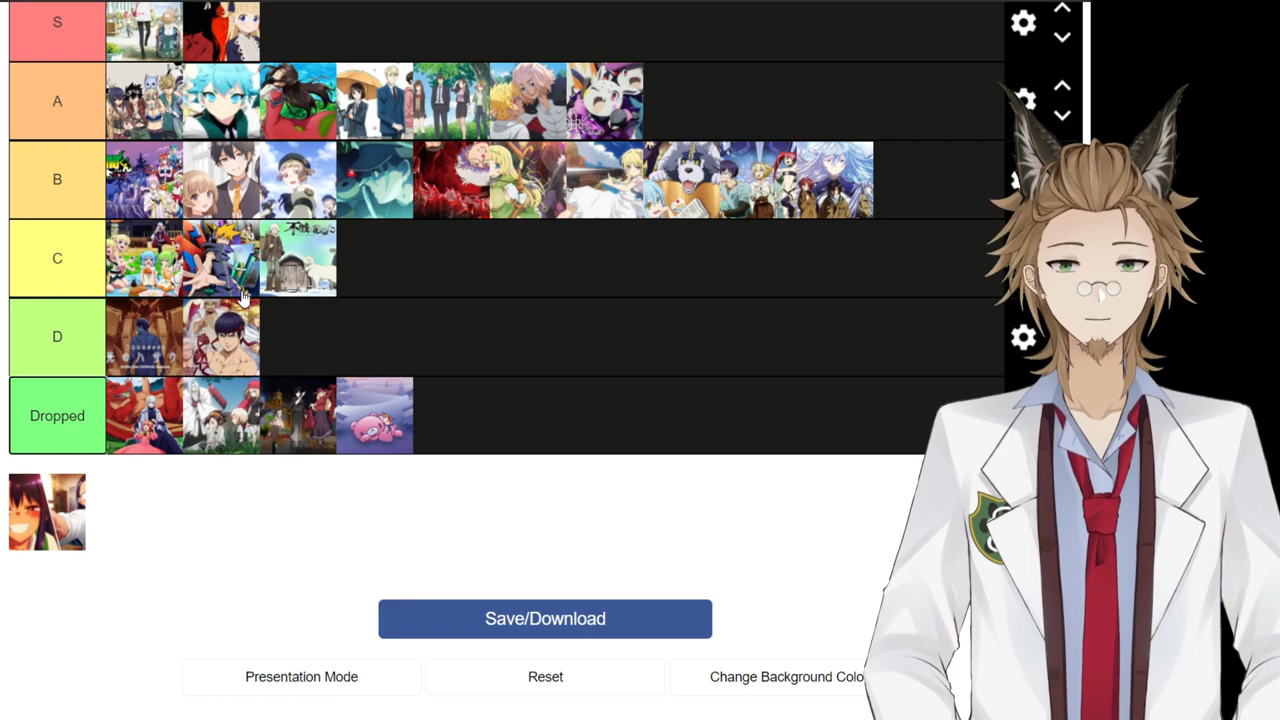 S
A
B
C
D
Dropped
Save/Download
Presentation Mode
Reset
Change Background Colo